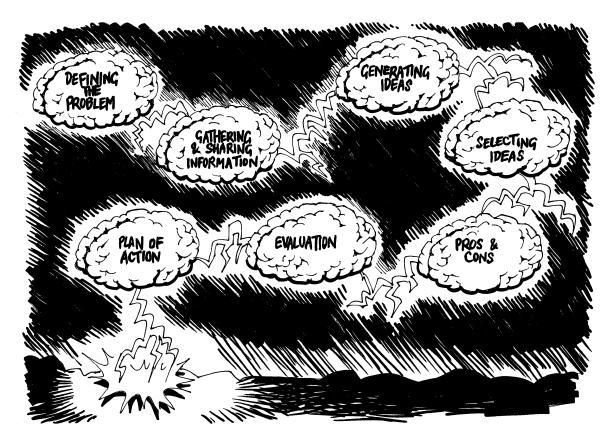 DEFINING
THE
PROBLEM
GATHERING
& SHARING
INFORMATION
GENERATING
IDEAS
SELECTING
IDEAS
PROS &
CONS
EVALUATION
PLAN OF
ACTION